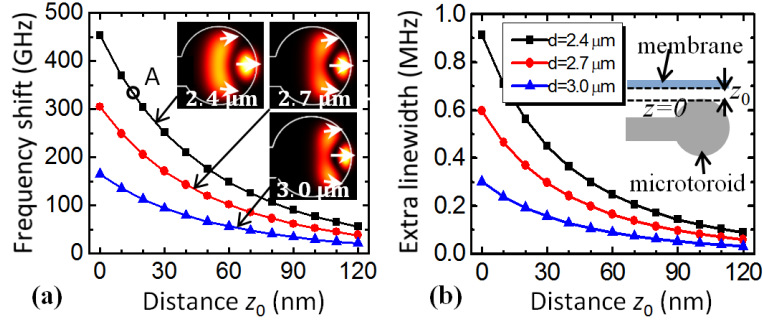 Frequency shift (GHz)
500
400
300
200
100
0
A
2.4 μm
2.7 μm
3.0 μm
0 30 60 90 120
Distance z0 (nm)
(a)
Extra linewidth (MHz)
1.0
0.8
0.6
0.4
0.2
0.0
d=2.4 μm
d=2.7 μm
d=3.0 μm
membrane
z0
z=0
microtoroid
0 30 60 90 120
Distance z0 (nm)
(b)